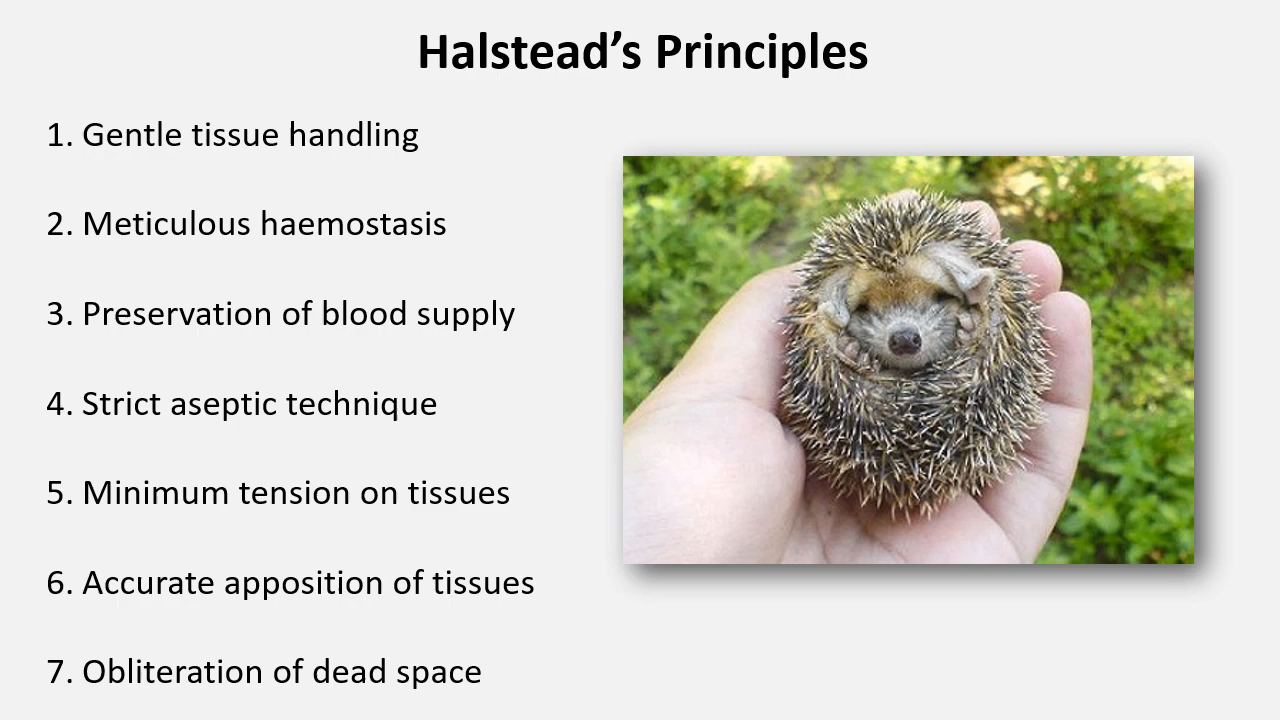 Halstead’s Principles
1. Gentle tissue handling
2. Meticulous haemostasis
3. Preservation of blood supply
4. Strict aseptic technique
5. Minimum tension on tissues
6. Accurate apposition of tissues
7. Obliteration of dead space